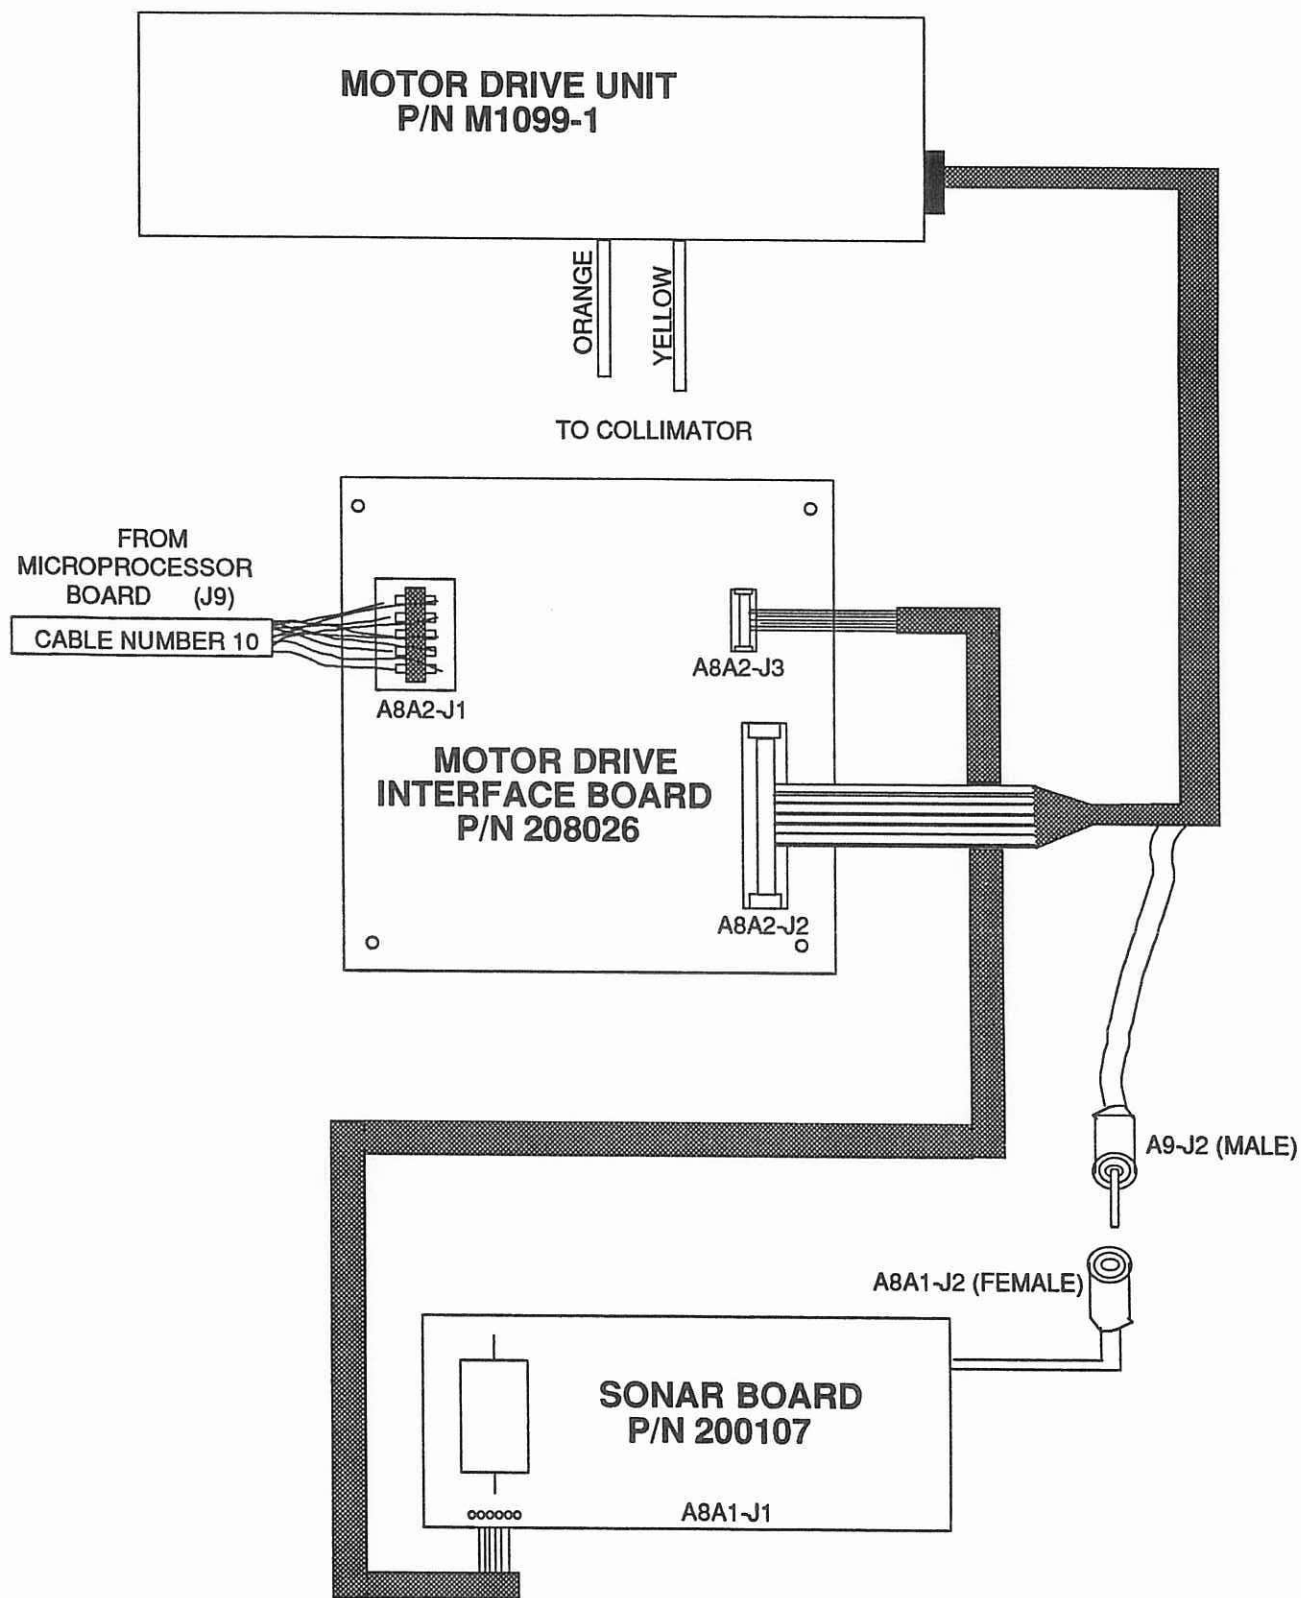 MOTOR DRIVE UNIT
P/N M1099-1
ORANGE
YELLOW
TO COLLIMATOR
FROM
MICROPROCESSOR
BOARD (J9)
CABLE NUMBER 10
A8A2-J1
A8A2-J3
MOTOR DRIVE
INTERFACE BOARD
P/N 208026
A8A2-J2
A9-J2 (MALE)
A8A1-J2 (FEMALE)
SONAR BOARD
P/N 200107
A8A1-J1